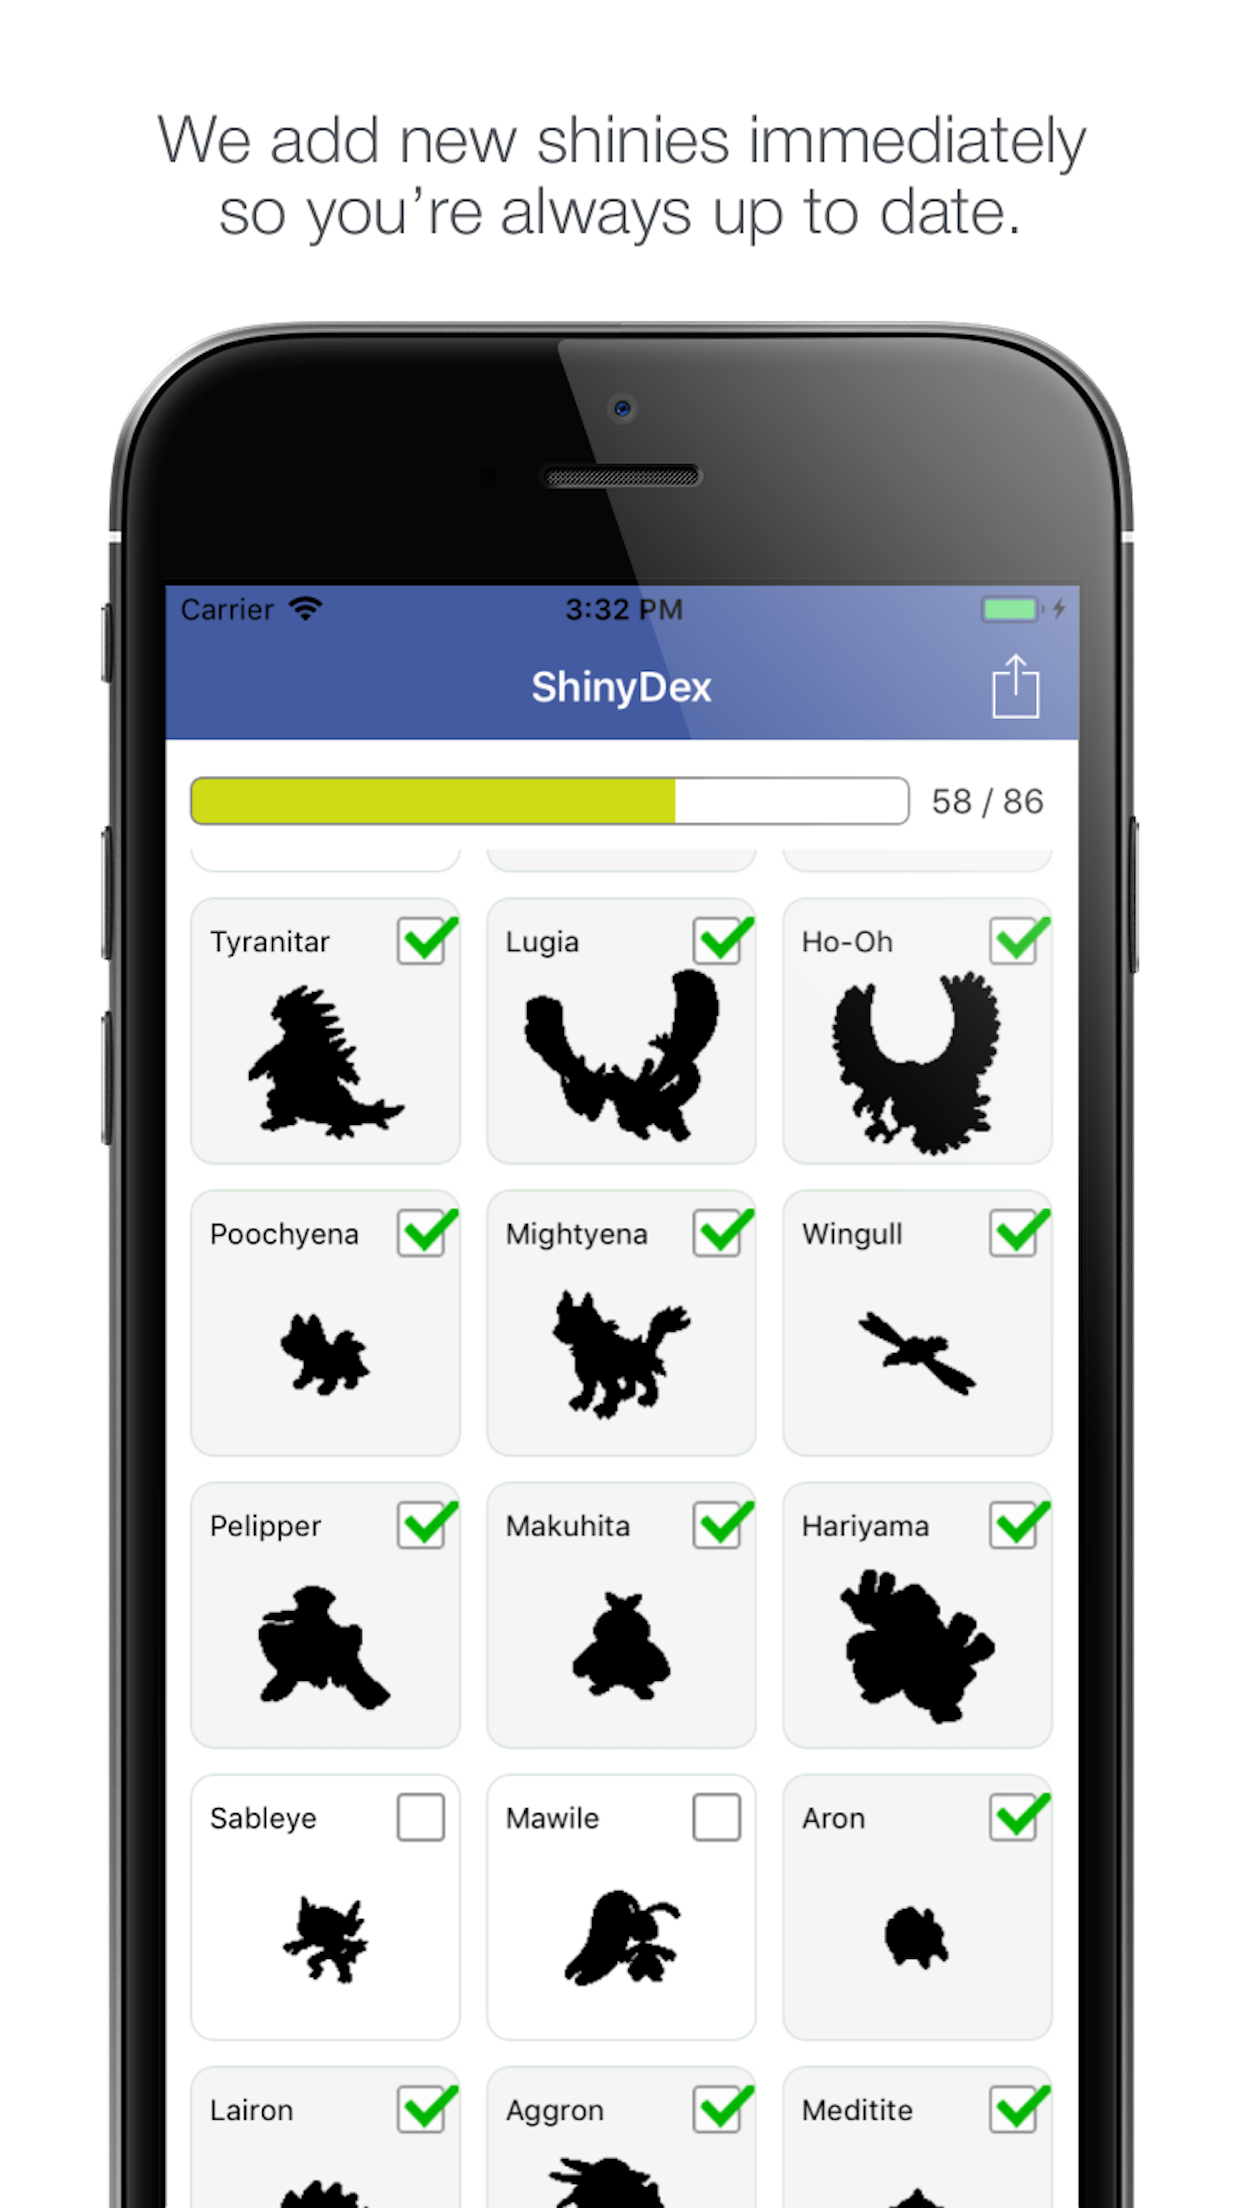 We add new shinies immediately
so you’re always up to date.
Carrier 3:32 PM
ShinyDex
58 / 86
Tyranitar Lugia Ho-Oh
Poochyena Mightyena Wingull
Pelipper Makuhita Hariyama
Sableye Mawile Aron
Lairon Aggron Meditite